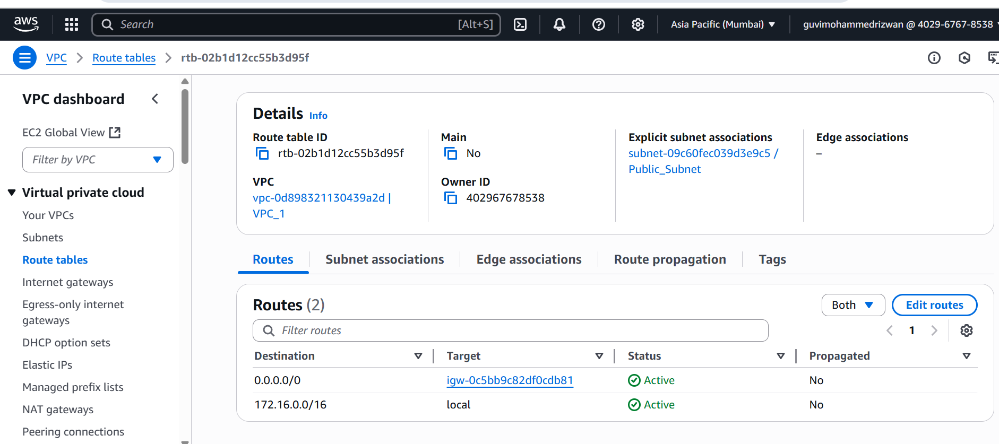 aws
Search [Alt+S]
Asia Pacific (Mumbai)
guvimohammedrizwan @ 4029-6767-8538
VPC
Route tables
rtb-02b1d12cc55b3d95f
VPC dashboard
EC2 Global View
Filter by VPC
Virtual private cloud
Your VPCs
Subnets
Route tables
Internet gateways
Egress-only internet
gateways
DHCP option sets
Elastic IPs
Managed prefix lists
NAT gateways
Peering connections
Details Info
Route table ID
rtb-02b1d12cc55b3d95f
VPC
vpc-0d898321130439a2d |
VPC_1
Main
No
Owner ID
402967678538
Explicit subnet associations
subnet-09c60fec039d3e9c5 /
Public_Subnet
Edge associations
–
Routes
Subnet associations
Edge associations
Route propagation
Tags
Routes (2)
Both
Edit routes
Filter routes
1
Destination Target Status Propagated
0.0.0.0/0 igw-0c5bb9c82df0cdb81 Active No
172.16.0.0/16 local Active No